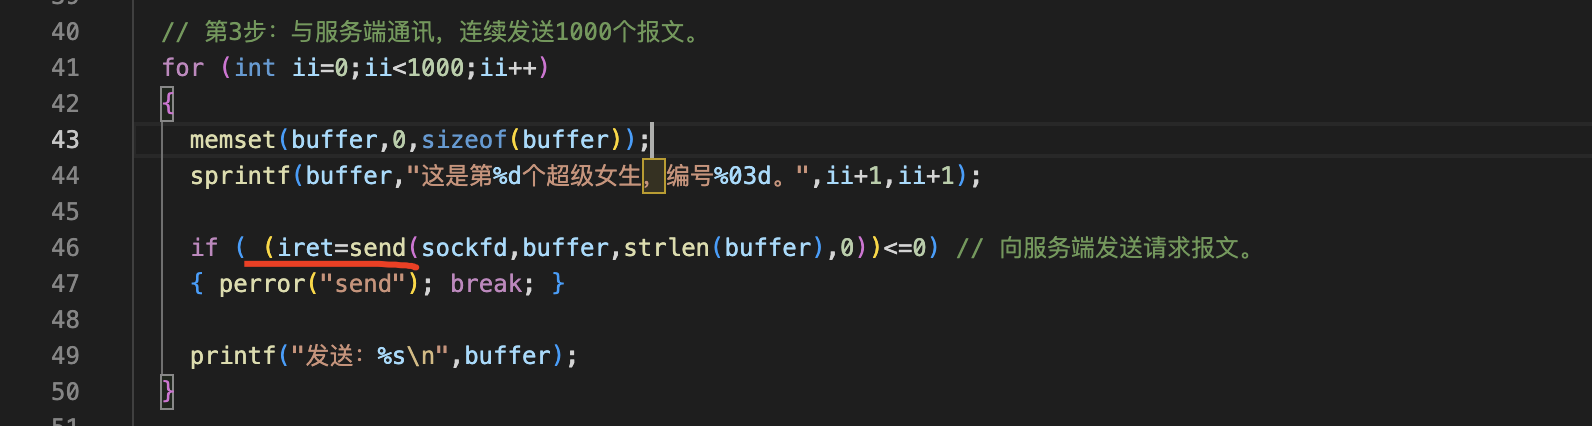 40 // 第3步：与服务端通讯，连续发送1000个报文。
41 for (int ii=0;ii<1000;ii++)
42 {
43 memset(buffer,0,sizeof(buffer));
44 sprintf(buffer,"这是第%d个超级女生，编号%03d。",ii+1,ii+1);
45
46 if ( (iret=send(sockfd,buffer,strlen(buffer),0))<=0) // 向服务端发送请求报文。
47 { perror("send"); break; }
48
49 printf("发送：%s\n",buffer);
50 }